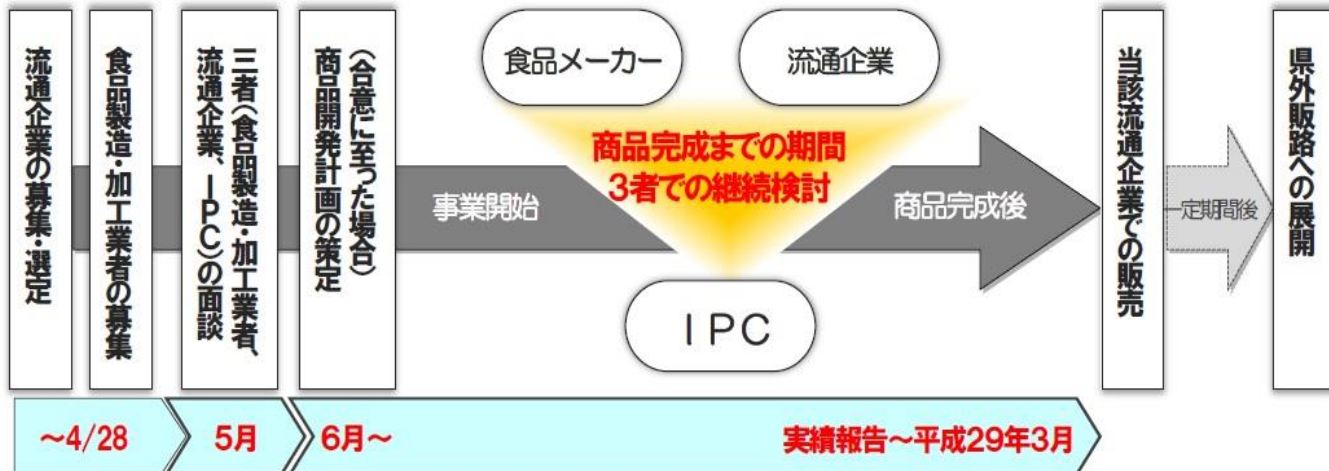 流通企業の募集・選定
食品製造・加工業者の募集
三者(食品製造・加工業者、
流通企業、IPC)の面談
(合意に至った場合)
商品開発計画の策定
事業開始
食品メーカー
流通企業
商品完成までの期間
3者での継続検討
IPC
商品完成後
当該流通企業での販売
一定期間後
県外販路への展開
~4/28
5月
6月~
実績報告~平成29年3月